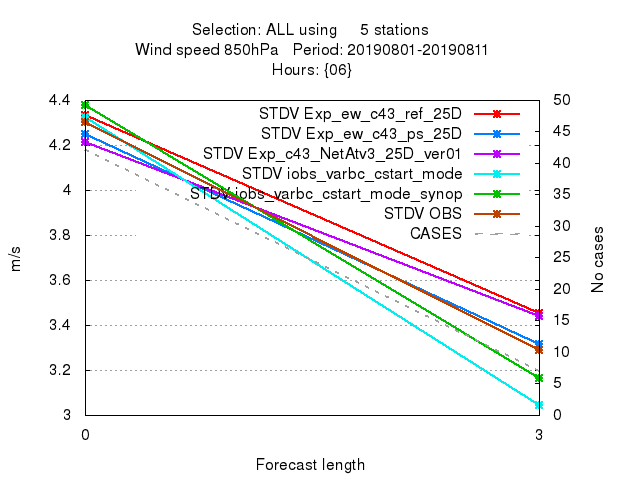 Selection: ALL using     5 stations
Wind speed 850hPa   Period: 20190801-20190811
Hours: {06}
4.4
4.2
4
3.8
3.6
3.4
3.2
3
m/s
50
45
40
35
30
25
20
15
10
5
0
No cases
STDV Exp_ew_c43_ref_25D
STDV Exp_ew_c43_ps_25D
STDV Exp_c43_NetAtv3_25D_ver01
STDV iobs_varbc_cstart_mode
STDV iobs_varbc_cstart_mode_synop
STDV OBS
CASES
0
3
Forecast length